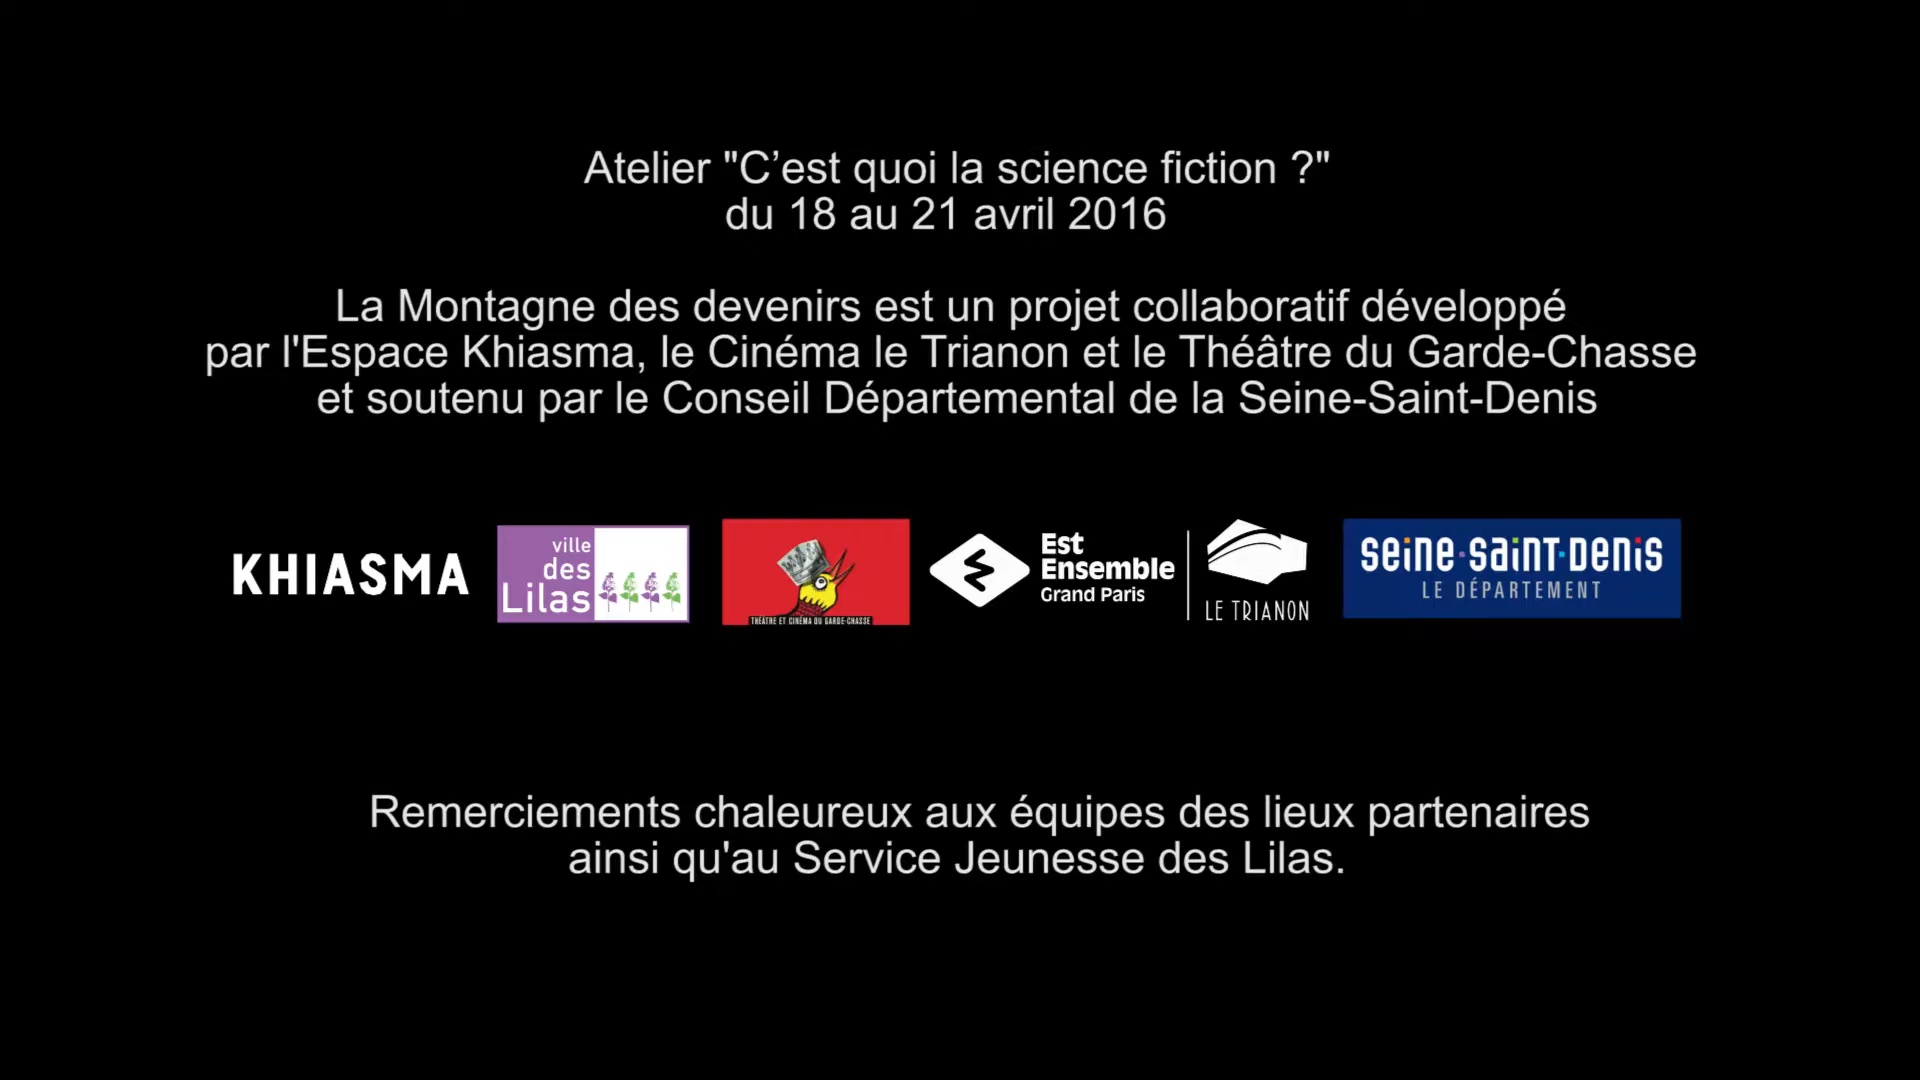 Atelier "C’est quoi la science fiction ?"
du 18 au 21 avril 2016
La Montagne des devenirs est un projet collaboratif développé
par l'Espace Khiasma, le Cinéma le Trianon et le Théâtre du Garde-Chasse
et soutenu par le Conseil Départemental de la Seine-Saint-Denis
KHIASMA
ville
des
Lilas
THÉÂTRE ET CINÉMA DU GARDE-CHASSE
Est
Ensemble
Grand Paris
LE TRIANON
seine-saint-denis
LE DÉPARTEMENT
Remerciements chaleureux aux équipes des lieux partenaires
ainsi qu'au Service Jeunesse des Lilas.